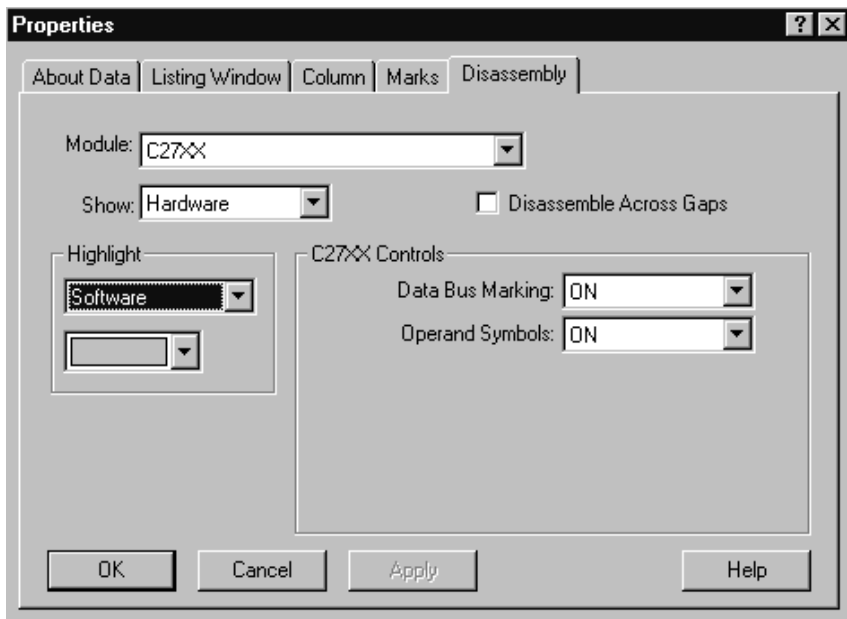 Properties
About Data Listing Window Column Marks Disassembly
Module: C27XX
Show: Hardware Disassemble Across Gaps
Highlight C27XX Controls
Software Data Bus Marking: ON
Operand Symbols: ON
OK Cancel Apply Help